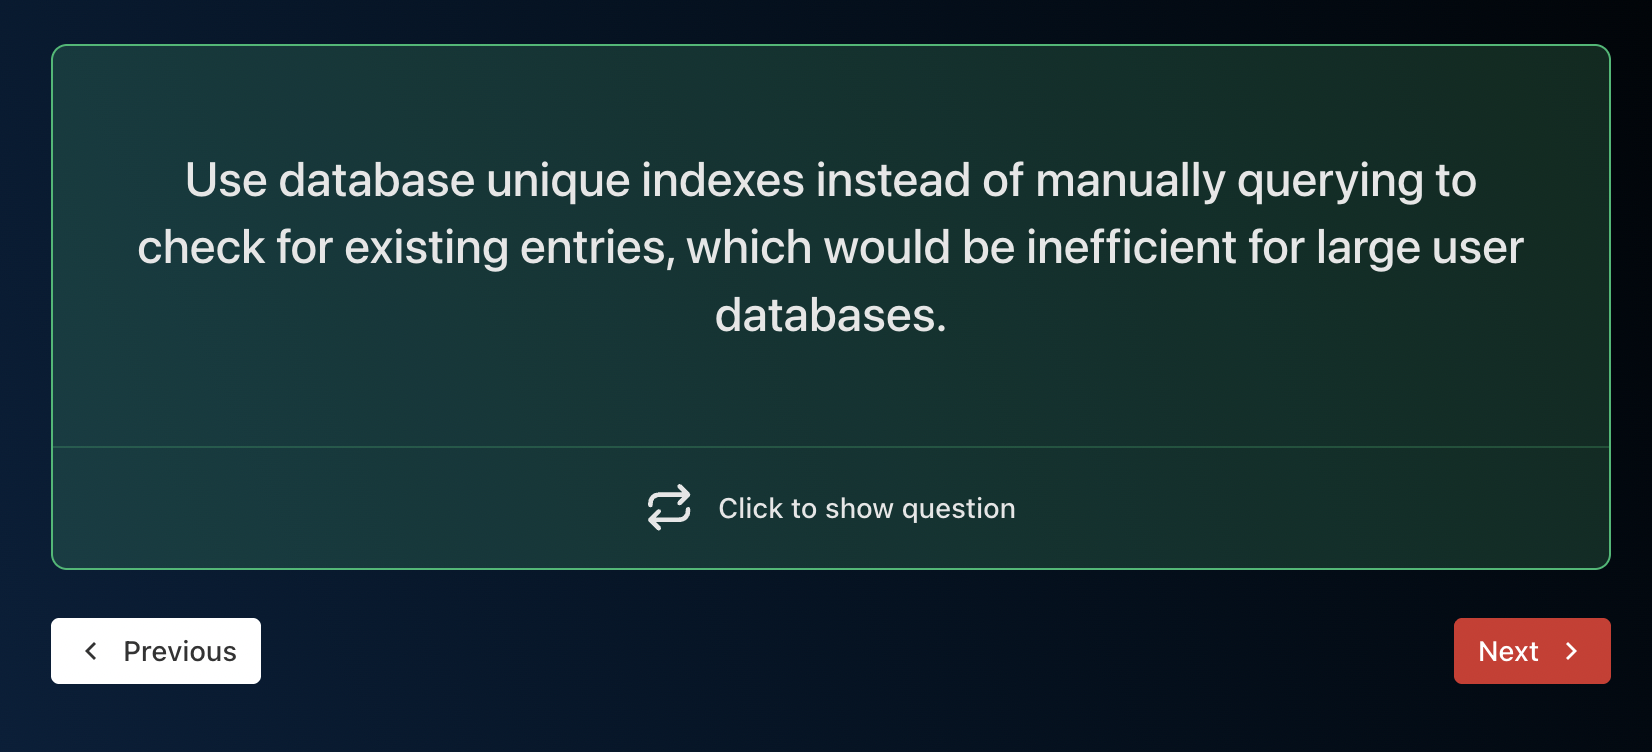 Use database unique indexes instead of manually querying to
check for existing entries, which would be inefficient for large user
databases.
Click to show question
Previous
Next